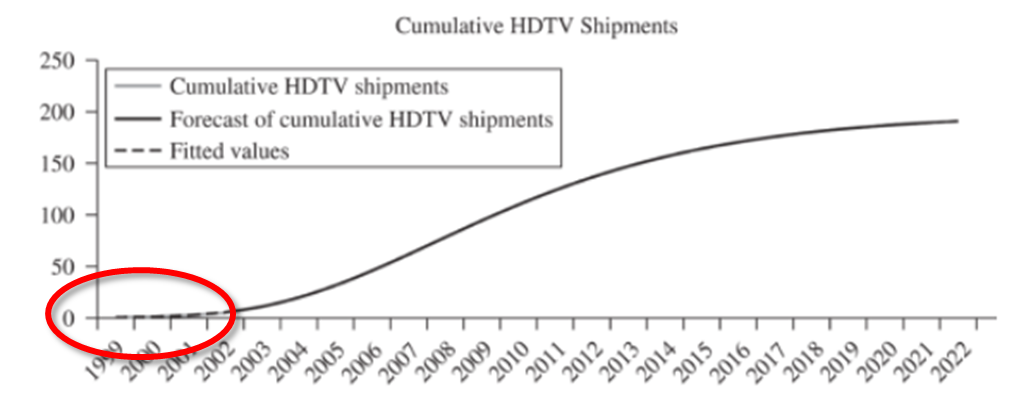 Cumulative HDTV Shipments
250
Cumulative HDTV shipments
200
Forecast of cumulative HDTV shipments
Fitted values
150
100
50
0
1999 2000 2001 2002 2003 2004 2005 2006 2007 2008 2009 2010 2011 2012 2013 2014 2015 2016 2017 2018 2019 2020 2021 2022